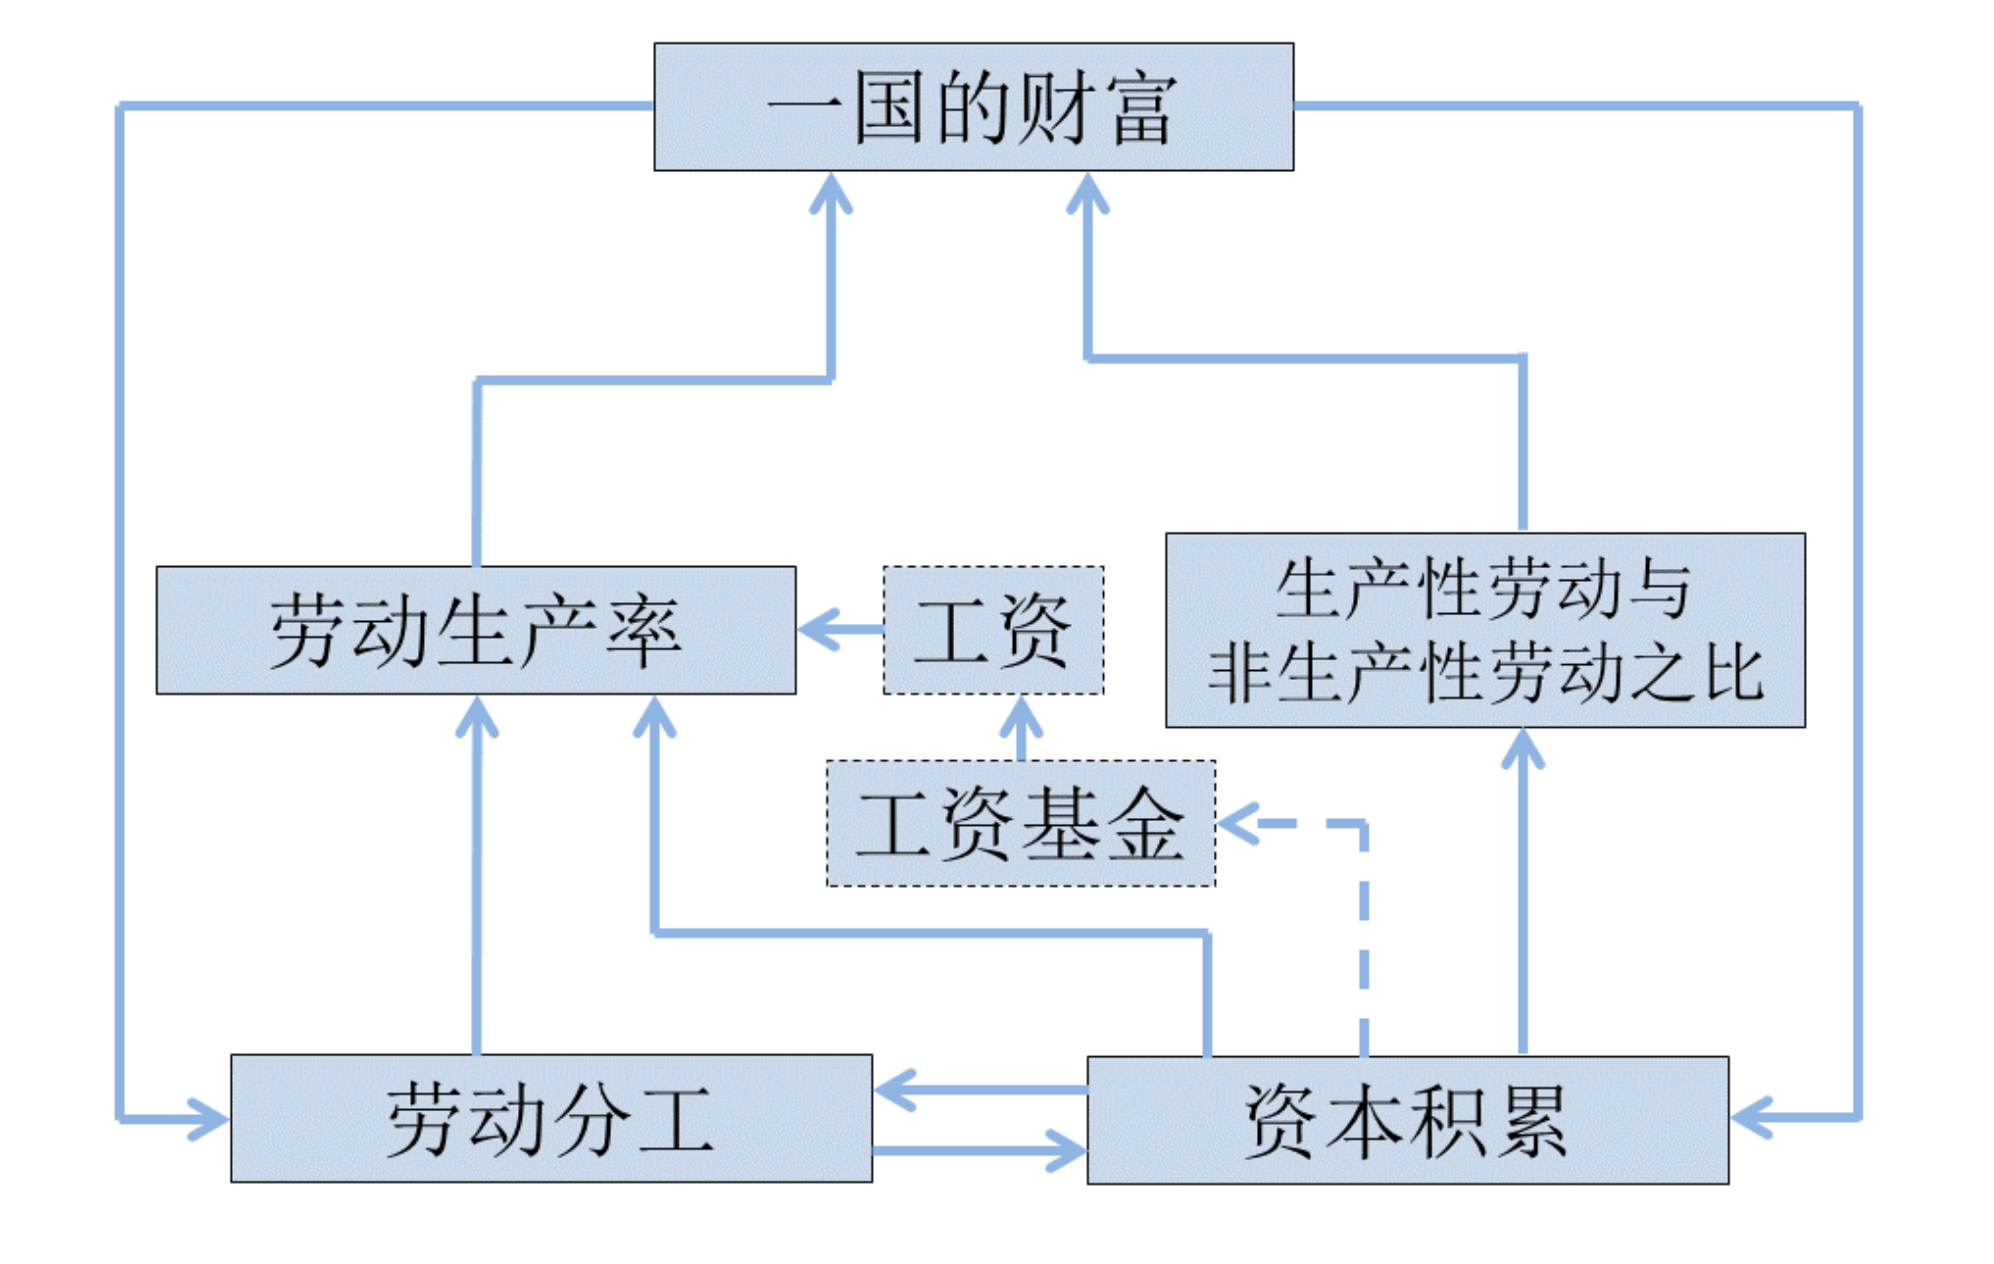 一国的财富
劳动生产率
工资
生产性劳动与
非生产性劳动之比
工资基金
劳动分工
资本积累